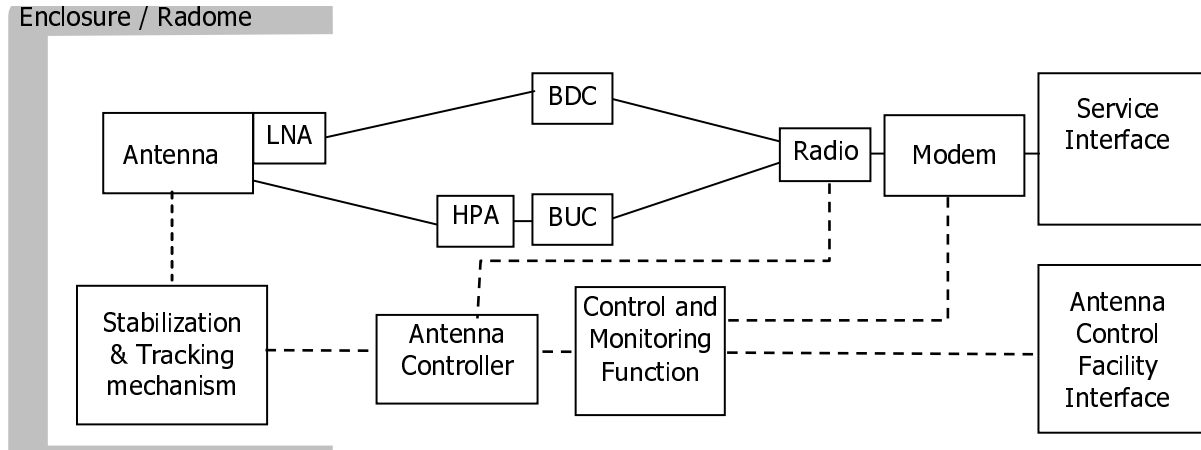 Enclosure / Radome
BDC
Service
Interface
LNA
Antenna
Radio
Modem
HPA
BUC
Stabilization
& Tracking
mechanism
Antenna
Controller
Control and
Monitoring
Function
Antenna
Control
Facility
Interface